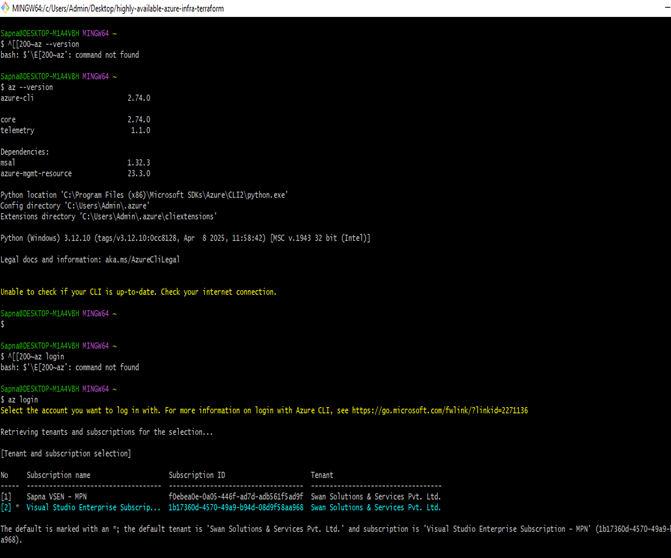 MINGW64:/c/Users/Admin/Desktop/highly-available-azure-infra-terraform
Sapna@DESKTOP-M1A4VBH MINGW64 ~
$ ^[[200~az --version
bash: $'\E[200~az': command not found
Sapna@DESKTOP-M1A4VBH MINGW64 ~
$ az --version
azure-cli 2.74.0
core 2.74.0
telemetry 1.1.0
Dependencies:
msal 1.32.3
azure-mgmt-resource 23.3.0
Python location 'C:\Program Files (x86)\Microsoft SDKs\Azure\CLI2\python.exe'
Config directory 'C:\Users\Admin\.azure'
Extensions directory 'C:\Users\Admin\.azure\cliextensions'
Python (Windows) 3.12.10 (tags/v3.12.10:0cc8128, Apr 8 2025, 11:58:42) [MSC v.1943 32 bit (Intel)]
Legal docs and information: aka.ms/AzureCliLegal
Unable to check if your CLI is up-to-date. Check your internet connection.
Sapna@DESKTOP-M1A4VBH MINGW64 ~
$
Sapna@DESKTOP-M1A4VBH MINGW64 ~
$ ^[[200~az login
bash: $'\E[200~az': command not found
Sapna@DESKTOP-M1A4VBH MINGW64 ~
$ az login
Select the account you want to log in with. For more information on login with Azure CLI, see https://go.microsoft.com/fwlink/?linkid=2271136
Retrieving tenants and subscriptions for the selection...
[Tenant and subscription selection]
No Subscription name Subscription ID Tenant
----- ---------------------------------- ------------------------------------ ---------------------------------
[1] Sapna VSEN - MPN f0ebea0e-0a05-446f-ad7d-adb561f5ad9f Swan Solutions & Services Pvt. Ltd.
[2] * Visual Studio Enterprise Subscrip... 1b17360d-4570-49a9-b94d-08d9f58aa968 Swan Solutions & Services Pvt. Ltd.
The default is marked with an *; the default tenant is 'Swan Solutions & Services Pvt. Ltd.' and subscription is 'Visual Studio Enterprise Subscription - MPN' (1b17360d-4570-49a9-b94d-08d9f58
a968).